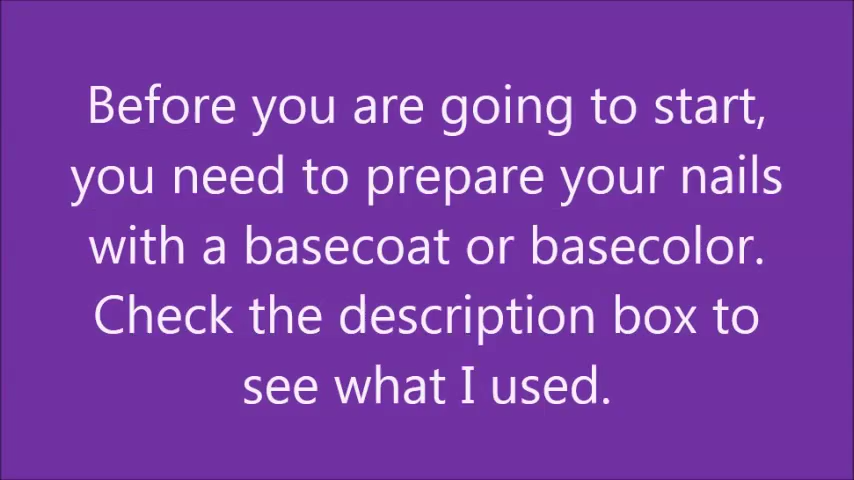 Before you are going to start,
you need to prepare your nails
with a basecoat or basecolor.
Check the description box to
see what I used.